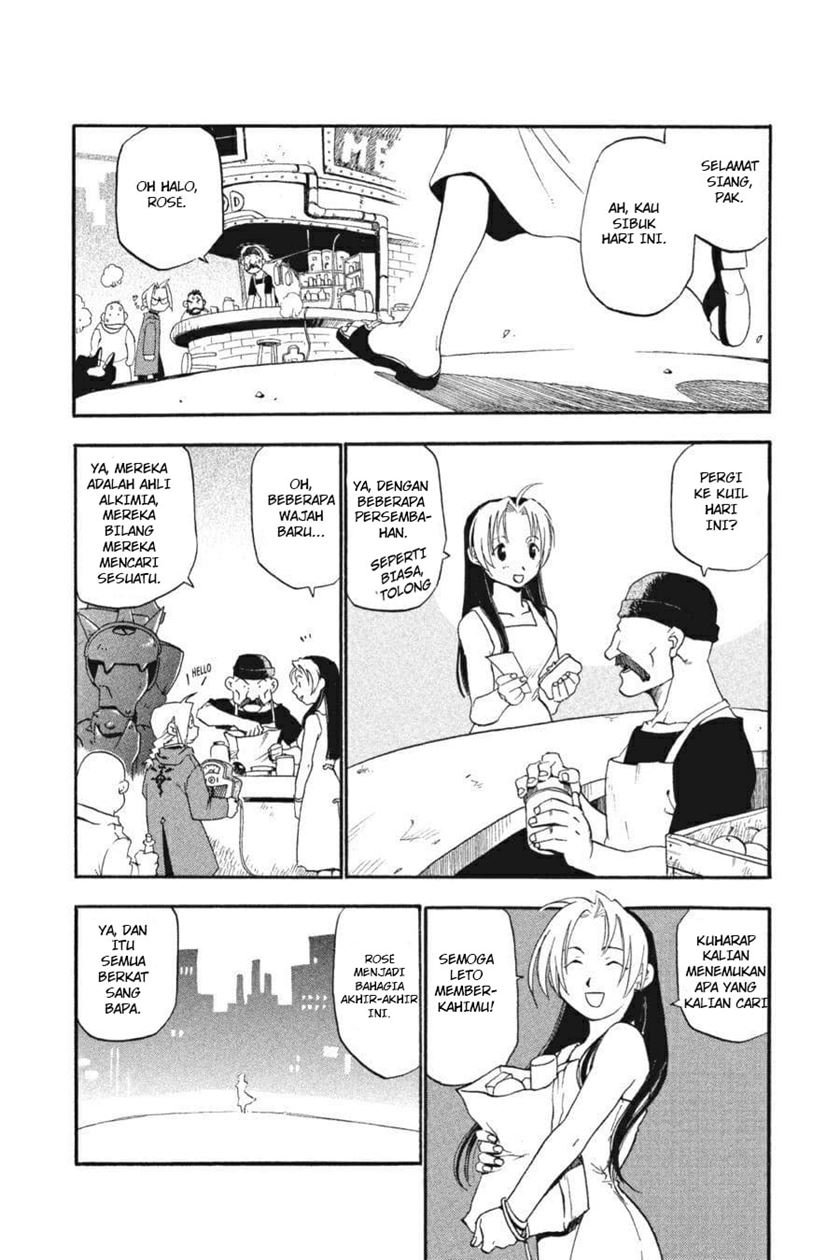 SELAMAT
SIANG,
PAK.
AH, KAU
SIBUK
HARI INI.
ME
OH HALO,
ROSÉ.
PERGI
KE KUIL
HARI
INI?
YA, DENGAN
BEBERAPA
PERSEMBA-
HAN.
SEPERTI
BIASA,
TOLONG
OH,
BEBERAPA
WAJAH
BARU...
YA, MEREKA
ADALAH AHLI
ALKIMIA,
MEREKA
BILANG
MEREKA
MENCARI
SESUATU.
HELLO
KUHARAP
KALIAN
MENEMUKAN
APA YANG
KALIAN CARI
SEMOGA
LETO
MEMBER-
KAHIMU!
ROSÉ
MENJADI
BAHAGIA
AKHIR-AKHIR
INI.
YA, DAN
ITU
SEMUA
BERKAT
SANG
BAPA.